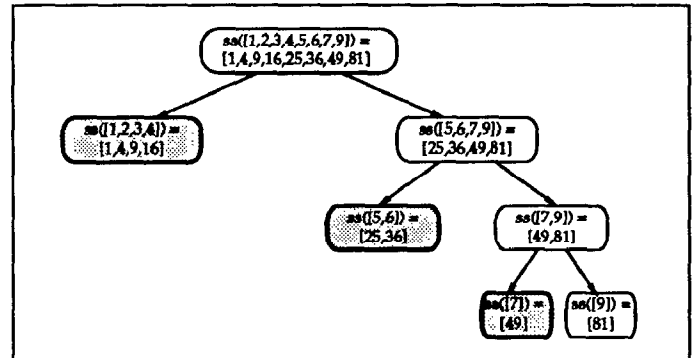 ss([1,2,3,4,5,6,7,9]) =
[1,4,9,16,25,36,49,81]
ss([1,2,3,4]) =
[1,4,9,16]
ss([5,6,7,9]) =
[25,36,49,81]
ss([5,6]) =
[25,36]
ss([7,9]) =
[49,81]
ss([7]) =
[49]
ss([9]) =
[81]